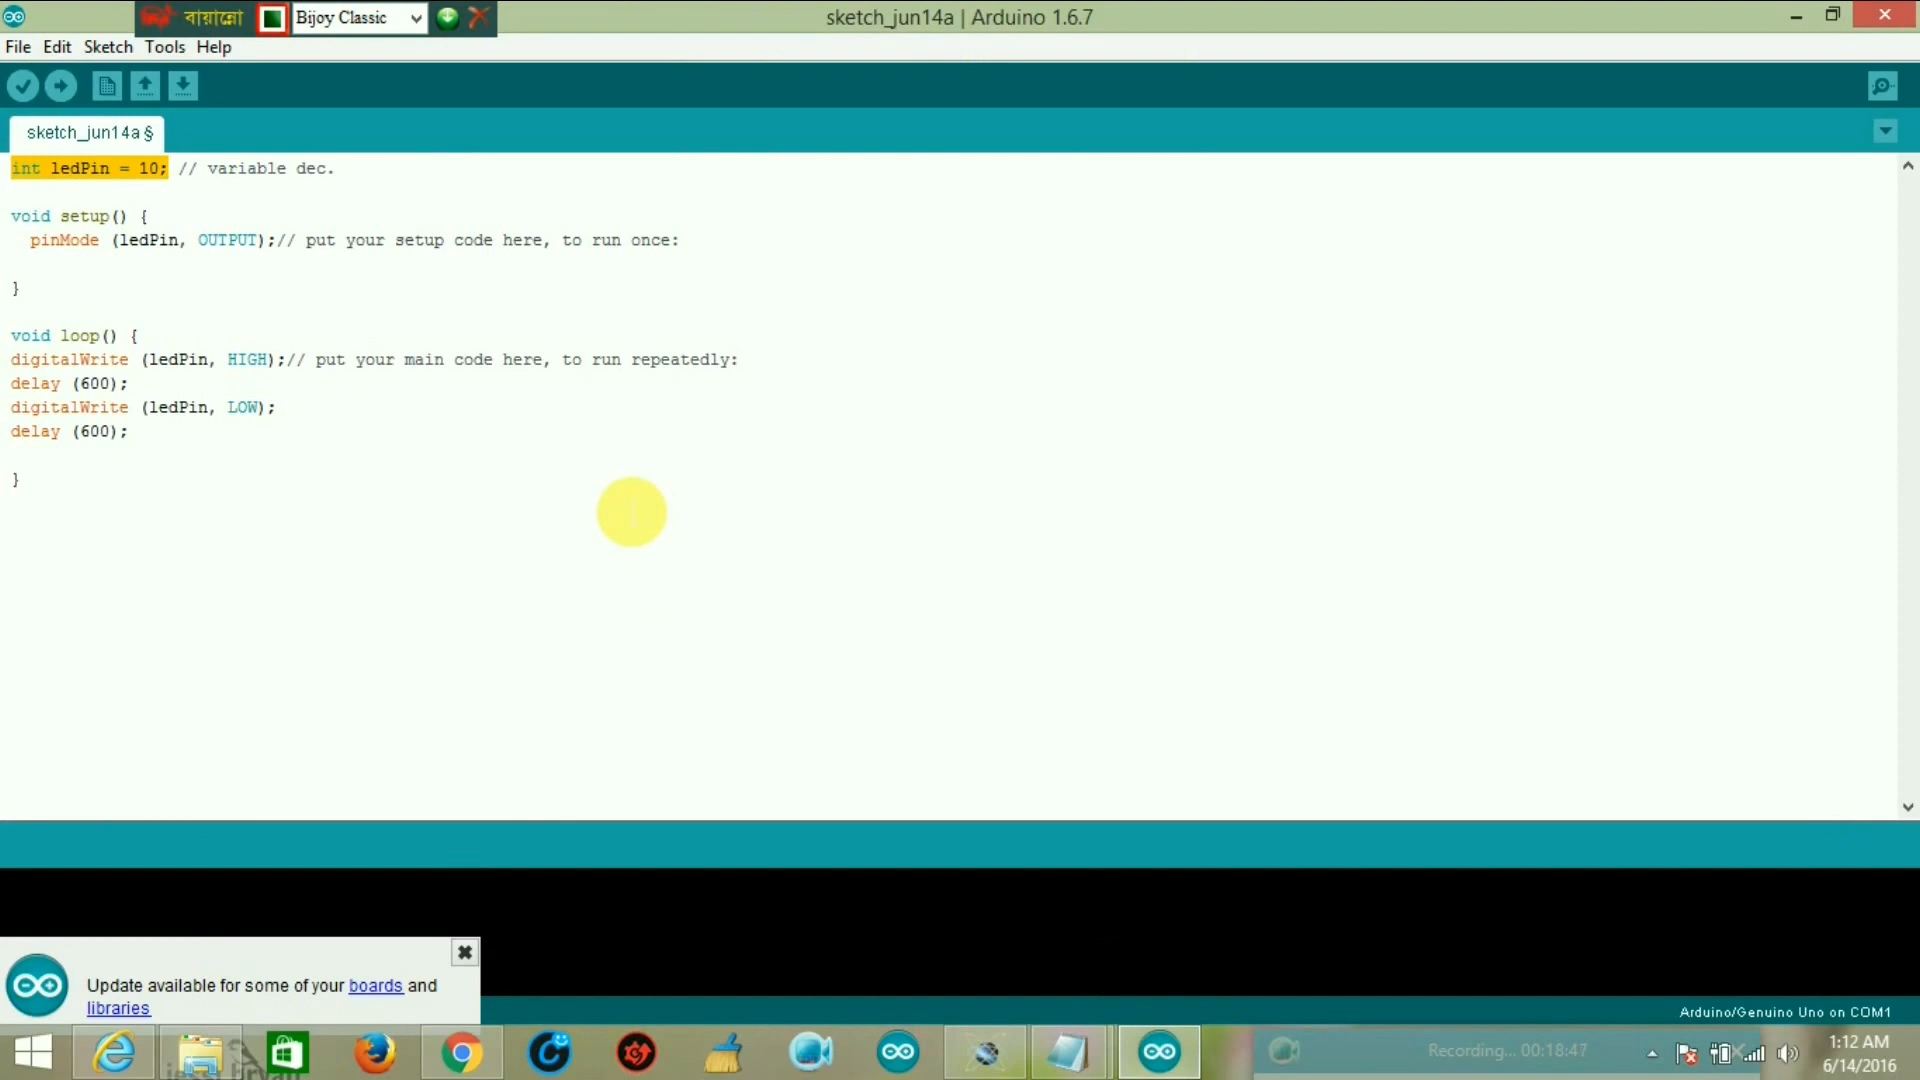 বায়ান্নো
Bijoy Classic
sketch_jun14a | Arduino 1.6.7
File Edit Sketch Tools Help
sketch_jun14a §
int ledPin = 10; // variable dec.
void setup() {
pinMode (ledPin, OUTPUT);// put your setup code here, to run once:
}
void loop() {
digitalWrite (ledPin, HIGH);// put your main code here, to run repeatedly:
delay (600);
digitalWrite (ledPin, LOW);
delay (600);
}
Update available for some of your boards and
libraries
Arduino/Genuino Uno on COM1
Recording... 00:18:47
1:12 AM
6/14/2016